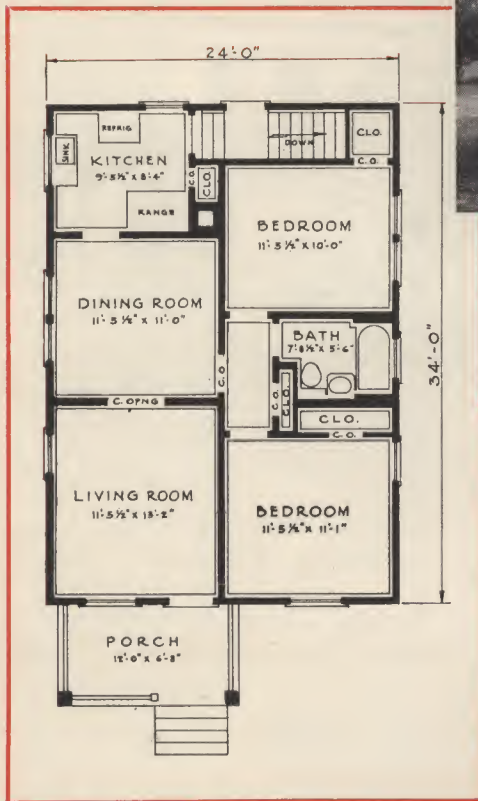 24'-0"
REFRIG
SINK
KITCHEN
9'-5½" X 8'-4"
RANGE
C.O.
CLO.
DOWN
CLO.
C.O.
BEDROOM
11'-5½" X 10'-0"
DINING ROOM
11'-5½" X 11'-0"
BATH
7'-8½" X 5'-6"
34'-0"
C.O.
C.O.
CLO.
C. OPNG
CLO.
C.O.
LIVING ROOM
11'-5½" X 13'-2"
BEDROOM
11'-5½" X 11'-1"
PORCH
12'-0" X 6'-8"